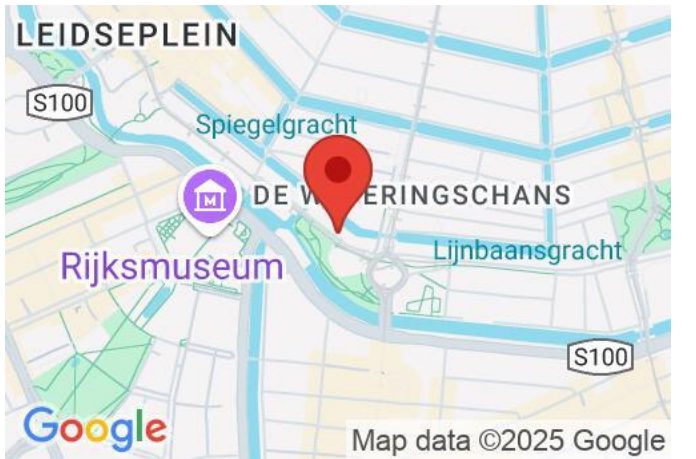 LEIDSEPLEIN
S100
Spiegelgracht
DE W ERINGSCHANS
Lijnbaansgracht
Rijksmuseum
S100
Google
Map data ©2025 Google